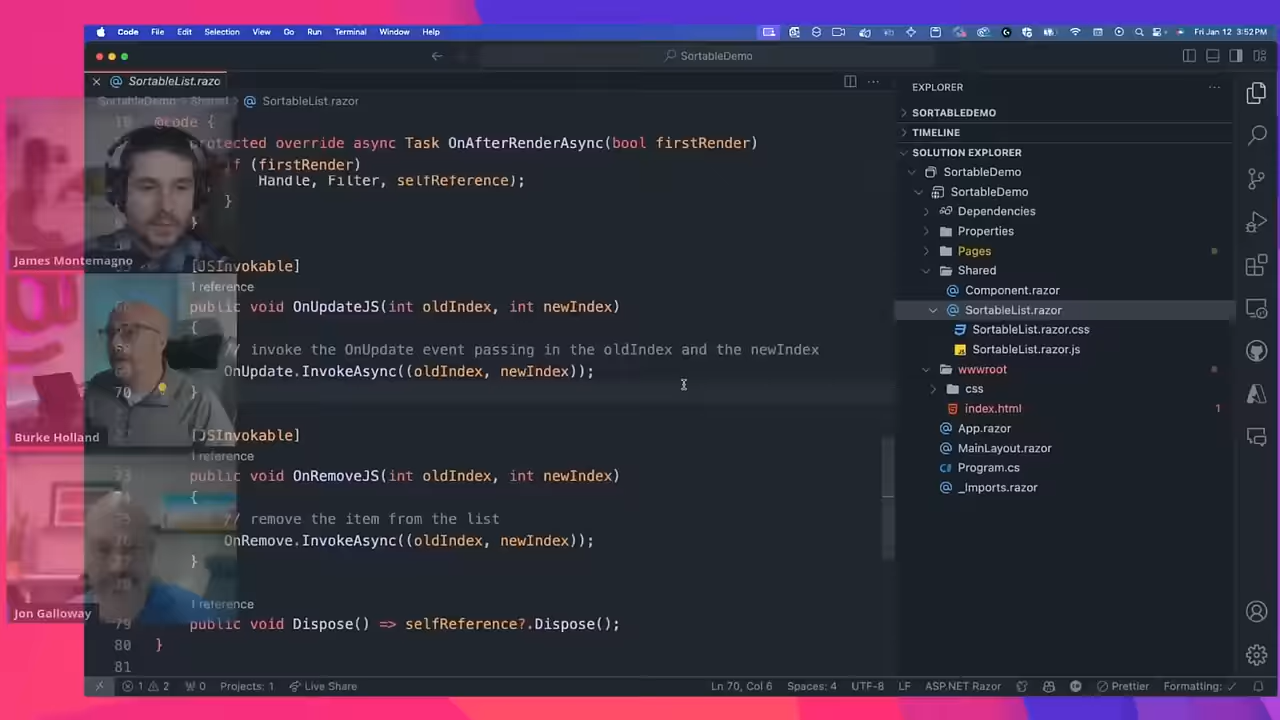 Code File Edit Selection View Go Run Terminal Window Help Fri Jan 12 3:52 PM
SortableDemo
SortableList.razo
SortableDemo Shared SortableList.razor
@code {
protected override async Task OnAfterRenderAsync(bool firstRender)
if (firstRender)
Handle, Filter, selfReference);
}
}
[JSInvokable]
1 reference
public void OnUpdateJS(int oldIndex, int newIndex)
{
// invoke the OnUpdate event passing in the oldIndex and the newIndex
OnUpdate.InvokeAsync((oldIndex, newIndex));
70 }
[JSInvokable]
1 reference
public void OnRemoveJS(int oldIndex, int newIndex)
{
// remove the item from the list
OnRemove.InvokeAsync((oldIndex, newIndex));
}
1 reference
79 public void Dispose() => selfReference?.Dispose();
80 }
81
James Montemagno
Burke Holland
Jon Galloway
EXPLORER
SORTABLEDEMO
TIMELINE
SOLUTION EXPLORER
SortableDemo
SortableDemo
Dependencies
Properties
Pages
Shared
Component.razor
SortableList.razor
SortableList.razor.css
SortableList.razor.js
wwwroot
css
index.html 1
App.razor
MainLayout.razor
Program.cs
_Imports.razor
1 2 0 Projects: 1 Live Share Ln 70, Col 6 Spaces: 4 UTF-8 LF ASP.NET Razor Prettier Formatting: ✓